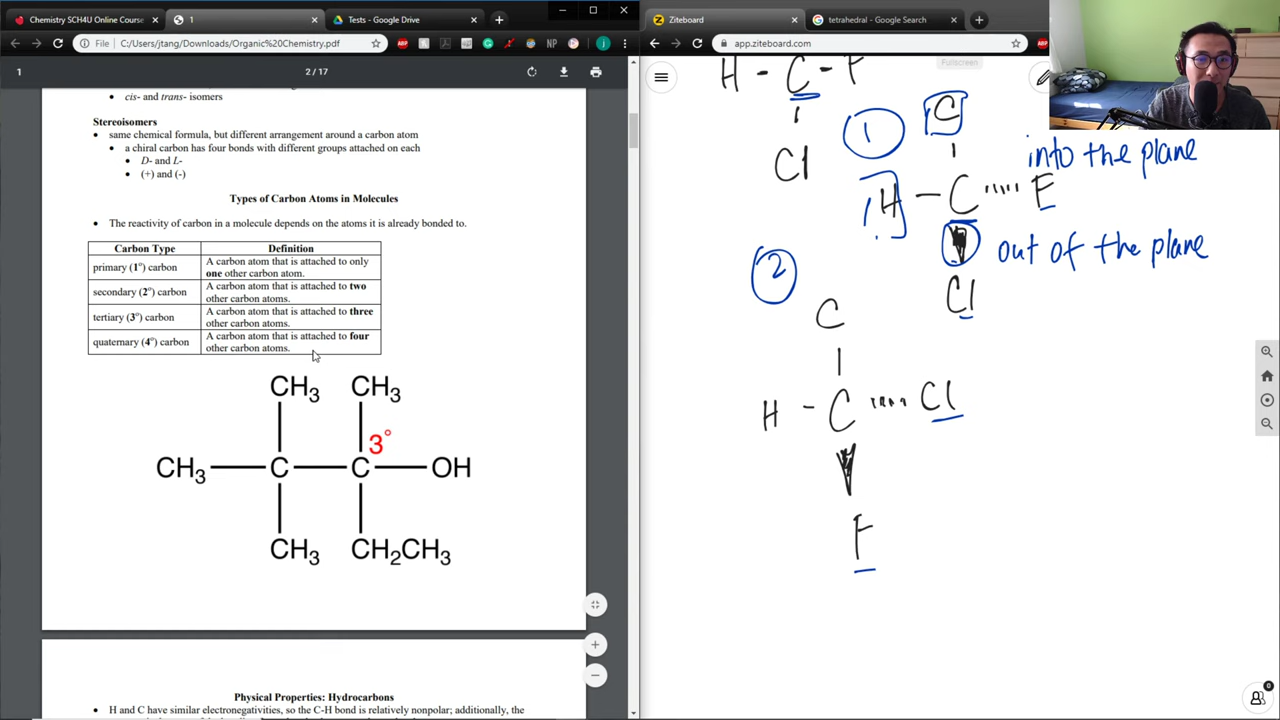 Chemistry SCH4U Online Course
1
Tests - Google Drive
File C:/Users/jtang/Downloads/Organic%20Chemistry.pdf
1
2 / 17
cis- and trans- isomers
Stereoisomers
• same chemical formula, but different arrangement around a carbon atom
• a chiral carbon has four bonds with different groups attached on each
• D- and L-
• (+) and (-)
Types of Carbon Atoms in Molecules
• The reactivity of carbon in a molecule depends on the atoms it is already bonded to.
Carbon Type Definition
primary (1°) carbon A carbon atom that is attached to only
one other carbon atom.
secondary (2°) carbon A carbon atom that is attached to two
other carbon atoms.
tertiary (3°) carbon A carbon atom that is attached to three
other carbon atoms.
quaternary (4°) carbon A carbon atom that is attached to four
other carbon atoms.
CH3 CH3
3°
CH3 C C OH
CH3 CH2CH3
Physical Properties: Hydrocarbons
• H and C have similar electronegativities, so the C-H bond is relatively nonpolar; additionally, the
Ziteboard
tetrahedral - Google Search
app.ziteboard.com
Fullscreen
H - C - F
Cl
1
C
into the plane
H - C F
out of the plane
Cl
2
C
H - C Cl
F
0